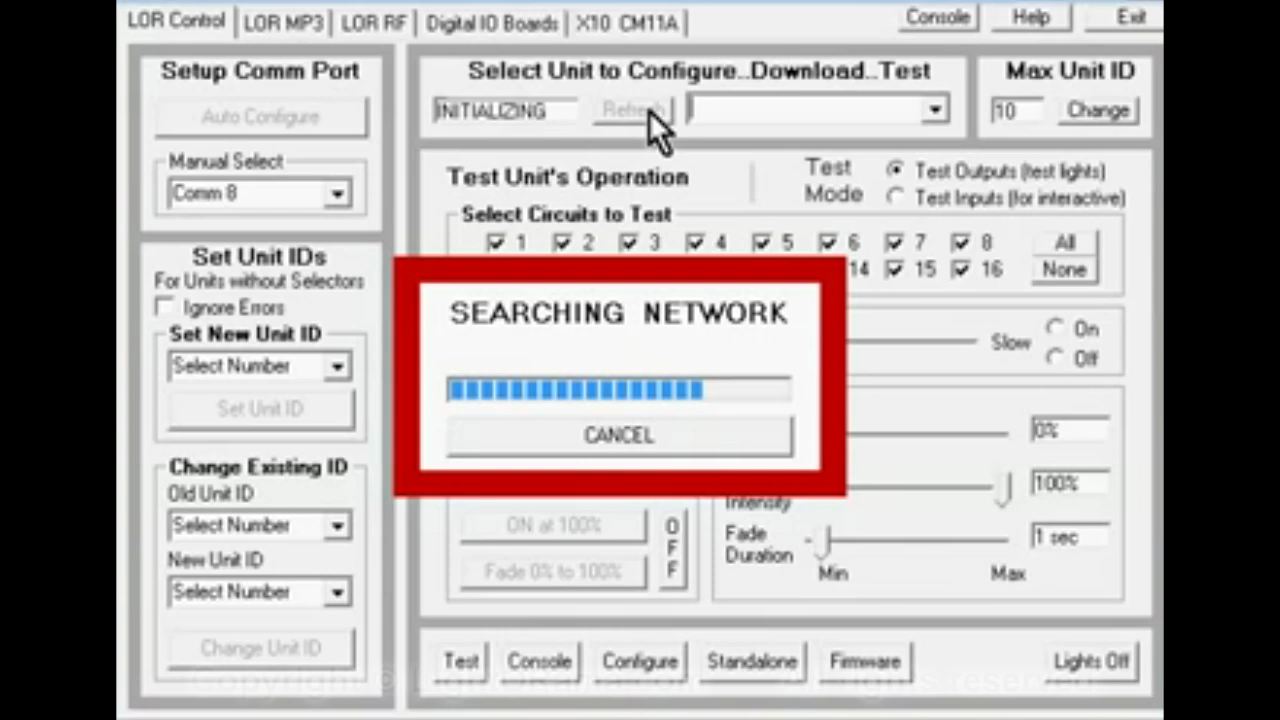 LOR Control LOR MP3 LOR RF Digital IO Boards X10 CM11A Console Help Exit
Setup Comm Port
Auto Configure
Manual Select
Comm 8
Set Unit IDs
For Units without Selectors
Ignore Errors
Set New Unit ID
Select Number
Set Unit ID
Change Existing ID
Old Unit ID
Select Number
New Unit ID
Select Number
Change Unit ID
Select Unit to Configure..Download..Test
INITIALIZING Refresh
Max Unit ID
10 Change
Test Unit's Operation
Test Mode
Test Outputs (test lights)
Test Inputs (for interactive)
Select Circuits to Test
1 2 3 4 5 6 7 8 All
14 15 16 None
SEARCHING NETWORK
CANCEL
Slow
On
Off
0%
100%
Intensity
Fade Duration
1 sec
Min Max
ON at 100%
Fade 0% to 100%
OFF
Test Console Configure Standalone Firmware Lights Off